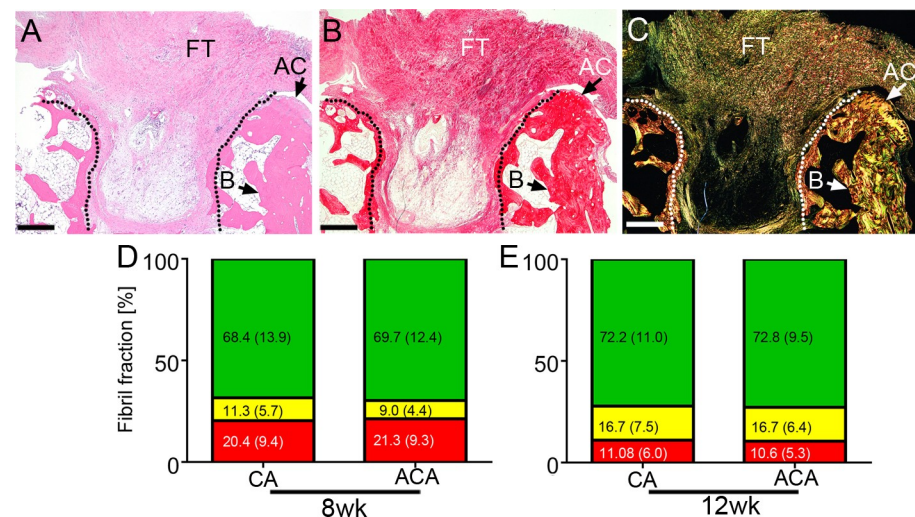 A
FT
AC
B
B
FT
AC
B
C
FT
AC
B
D
Fibril fraction [%]
100
50
0
68.4 (13.9)
11.3 (5.7)
20.4 (9.4)
69.7 (12.4)
9.0 (4.4)
21.3 (9.3)
CA
ACA
8wk
E
100
50
0
72.2 (11.0)
16.7 (7.5)
11.08 (6.0)
72.8 (9.5)
16.7 (6.4)
10.6 (5.3)
CA
ACA
12wk